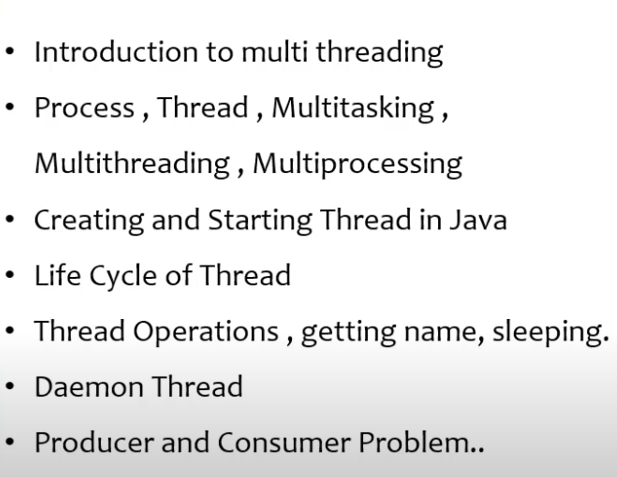 • Introduction to multi threading
• Process , Thread , Multitasking ,
Multithreading , Multiprocessing
• Creating and Starting Thread in Java
• Life Cycle of Thread
• Thread Operations , getting name, sleeping.
• Daemon Thread
• Producer and Consumer Problem..